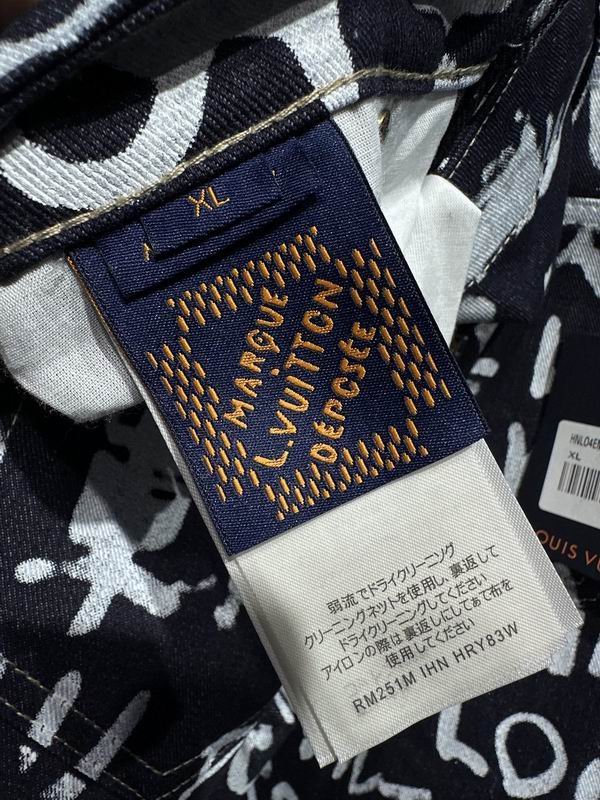 XL
MARQUE
L.VUITTON
DEPOSÉE
弱流でドライクリーニング
クリーニングネットを使用し、裏返して
ドライクリーニングしてください
アイロンの際は裏返しにしてあて布を
使用してください
RM251M IHN HRY83W
XL